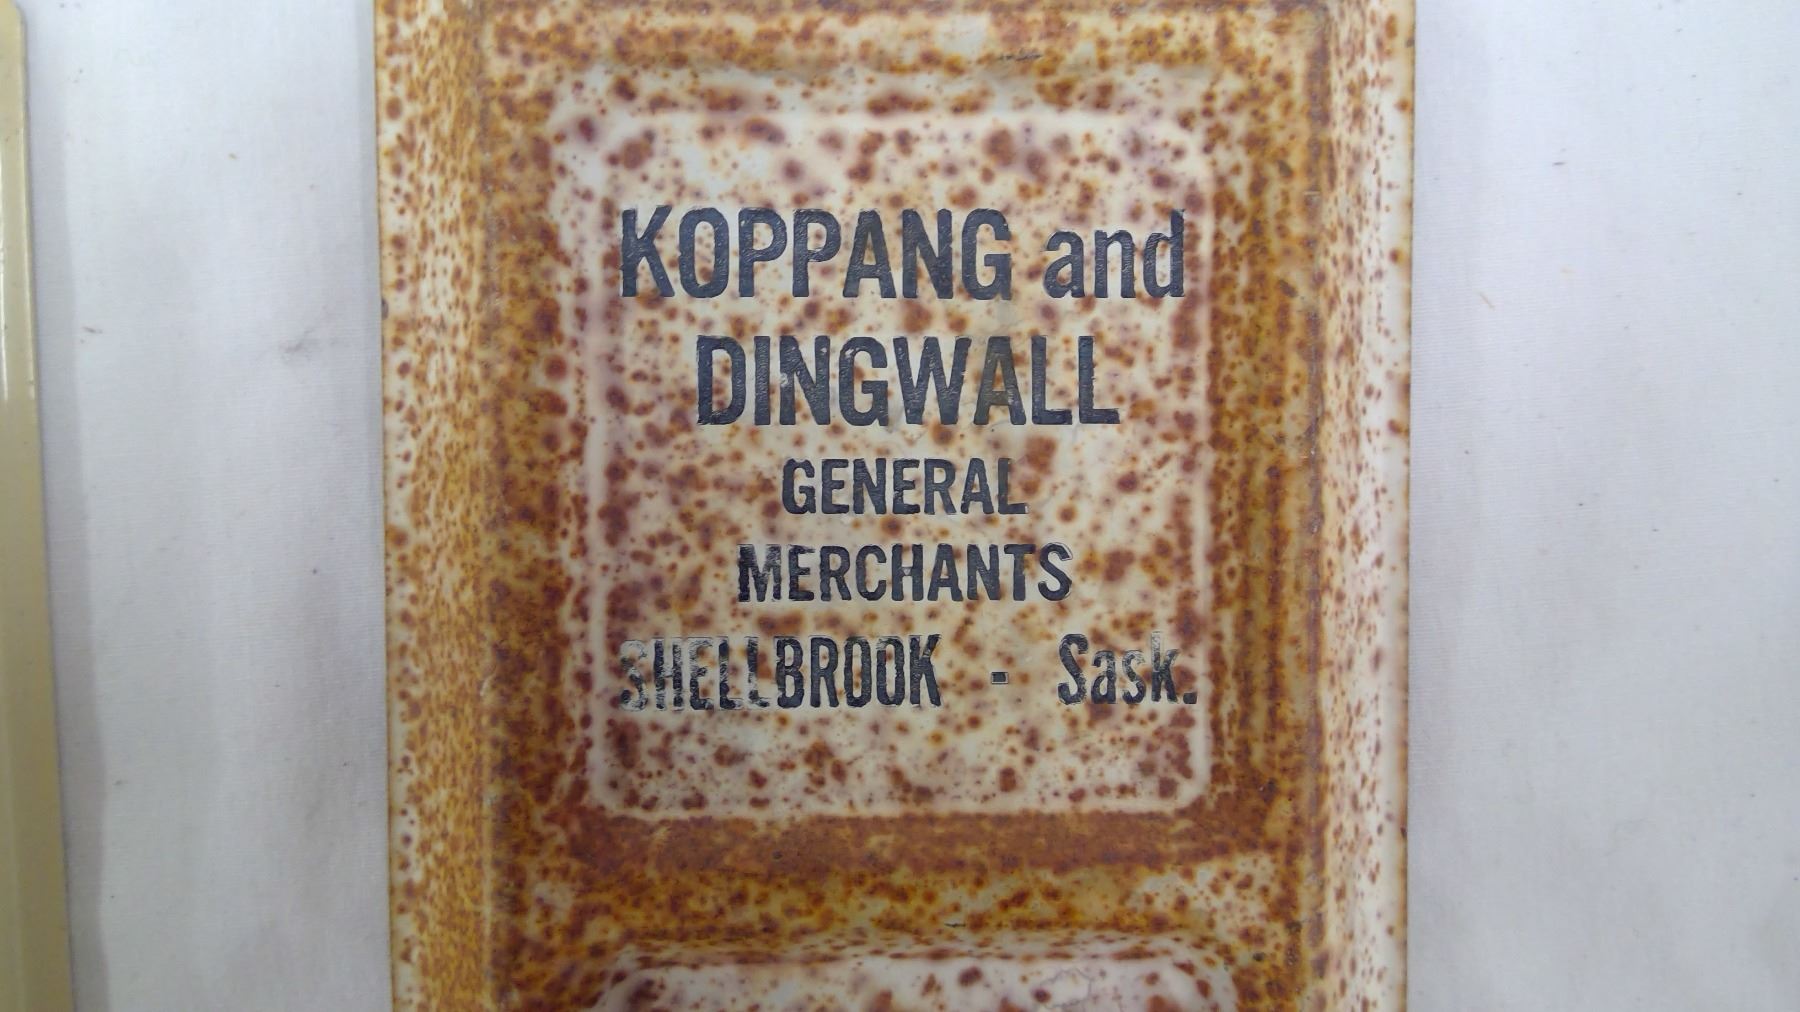 KOPPANG and
DINGWALL
GENERAL
MERCHANTS
SHELLBROOK - Sask.